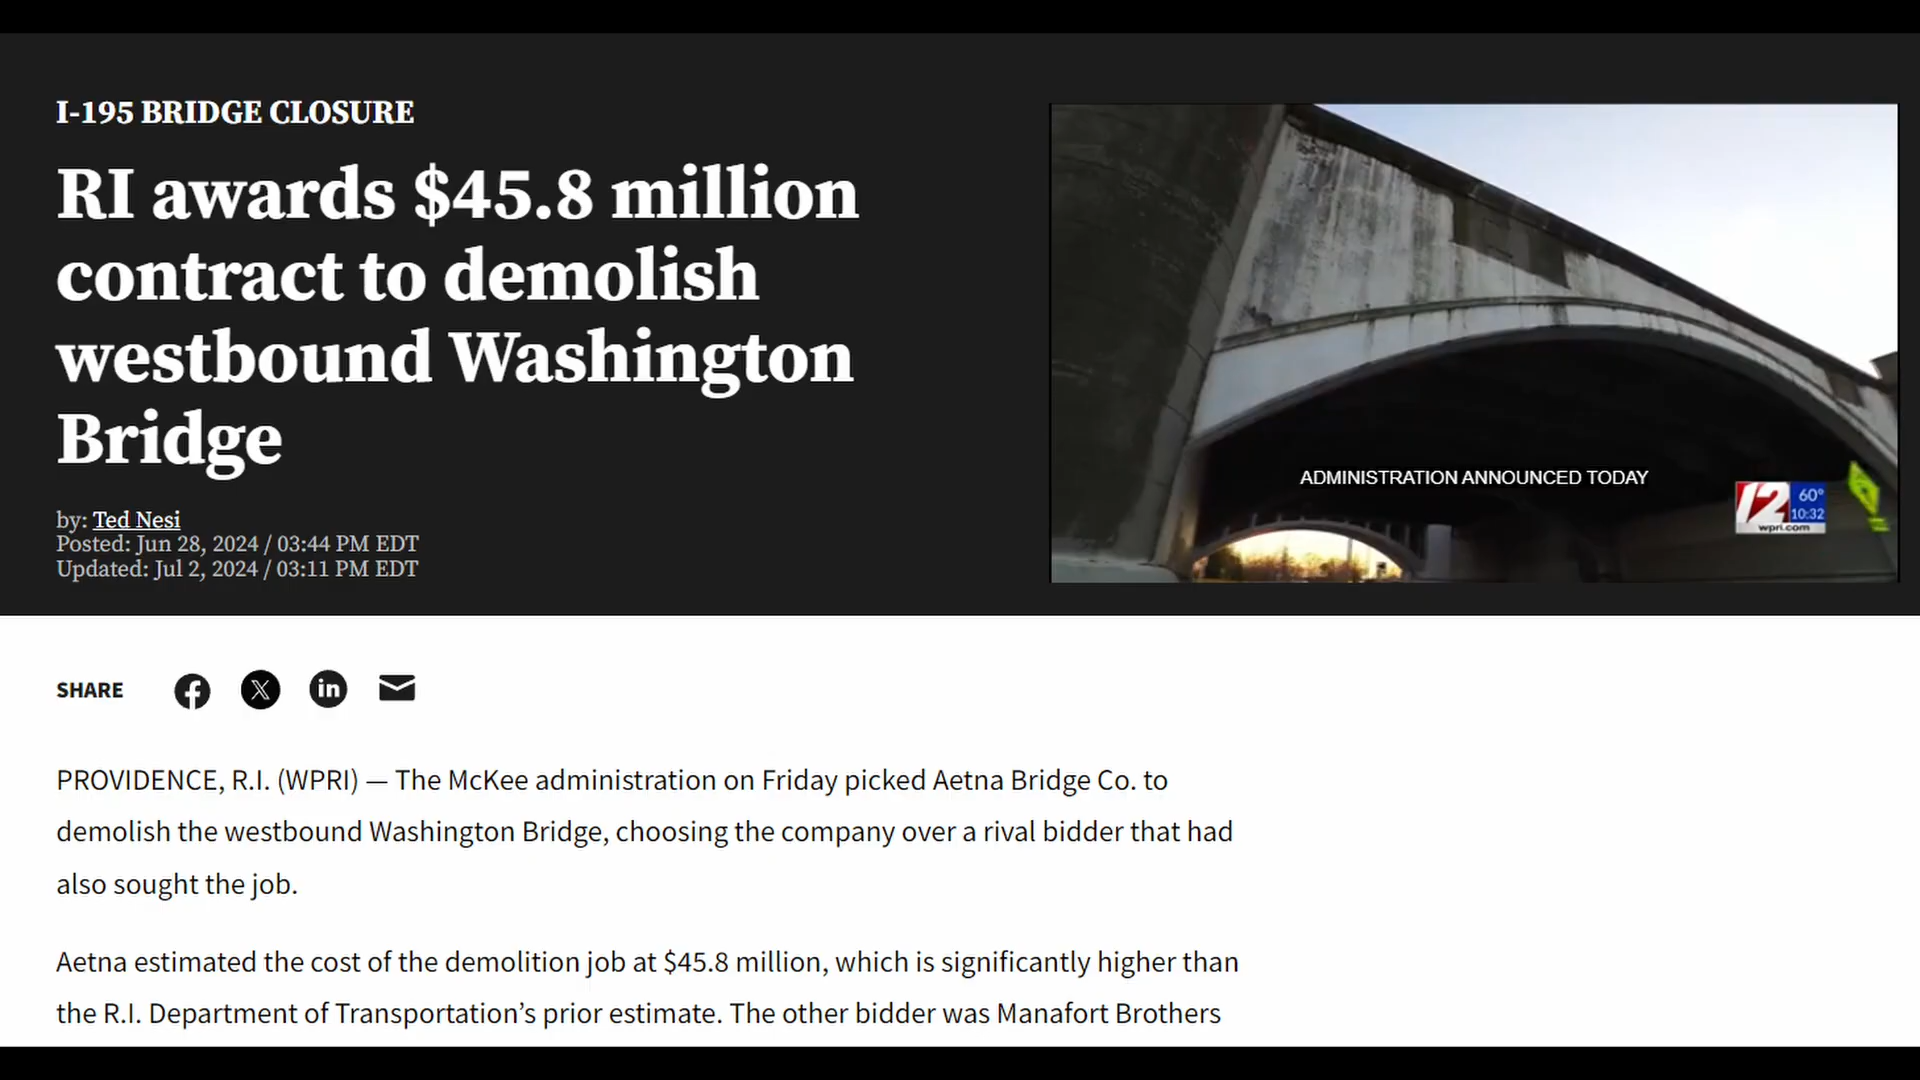 I-195 BRIDGE CLOSURE
RI awards $45.8 million
contract to demolish
westbound Washington
Bridge
by: Ted Nesi
Posted: Jun 28, 2024 / 03:44 PM EDT
Updated: Jul 2, 2024 / 03:11 PM EDT
ADMINISTRATION ANNOUNCED TODAY
12 60°
10:32
wpri.com
SHARE
PROVIDENCE, R.I. (WPRI) — The McKee administration on Friday picked Aetna Bridge Co. to
demolish the westbound Washington Bridge, choosing the company over a rival bidder that had
also sought the job.
Aetna estimated the cost of the demolition job at $45.8 million, which is significantly higher than
the R.I. Department of Transportation’s prior estimate. The other bidder was Manafort Brothers